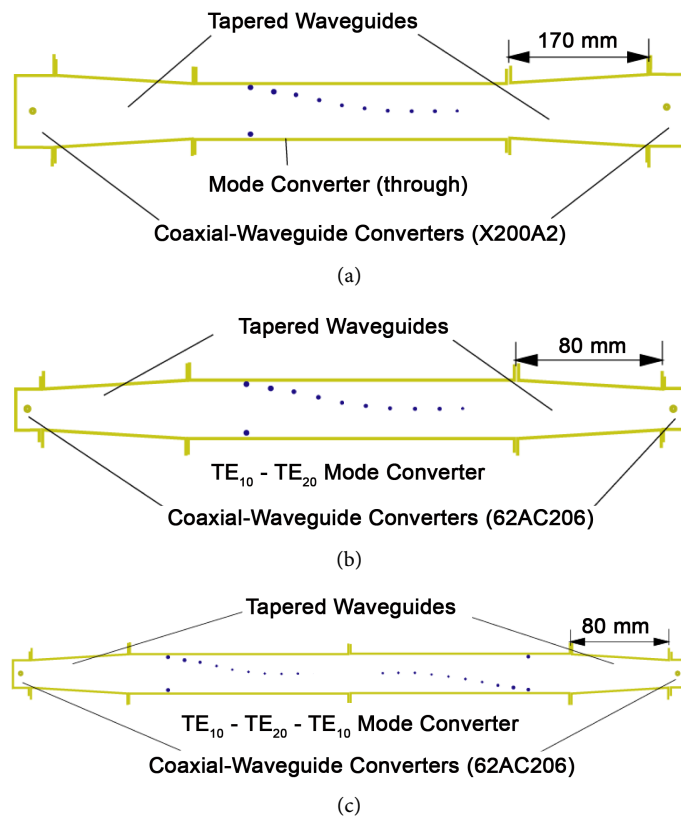 Tapered Waveguides
170 mm
Mode Converter (through)
Coaxial-Waveguide Converters (X200A2)
(a)
Tapered Waveguides
80 mm
TE₁₀ - TE₂₀ Mode Converter
Coaxial-Waveguide Converters (62AC206)
(b)
Tapered Waveguides
80 mm
TE₁₀ - TE₂₀ - TE₁₀ Mode Converter
Coaxial-Waveguide Converters (62AC206)
(c)